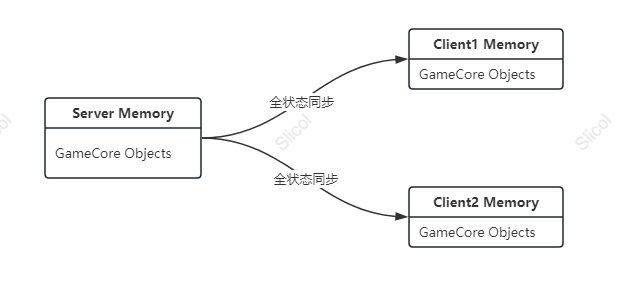 Client1 Memory
GameCore Objects
全状态同步
Server Memory
GameCore Objects
Slicol
Slicol
全状态同步
Client2 Memory
GameCore Objects